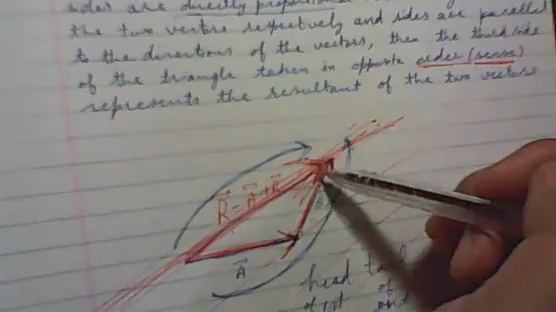 sides are directly proportional
the two vectors respectively and sides are parallel
to the directions of the vectors, then the third side
of the triangle taken in opposite order (sense)
represents the resultant of the two vectors
R⃗ = A⃗ +
A⃗
head
of 1st
and